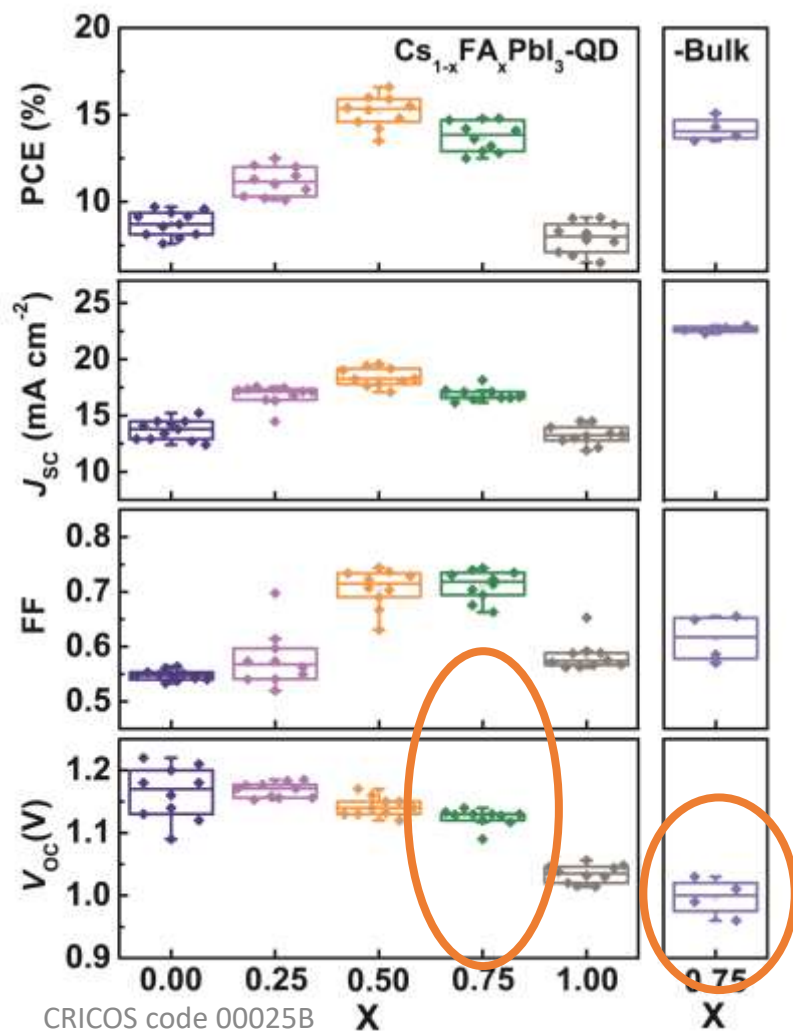 20
15
10
PCE (%)
Cs₁₋ₓFAₓPbI₃-QD
-Bulk
25
20
15
10
J_SC (mA cm⁻²)
0.8
0.7
0.6
0.5
FF
1.2
1.1
1.0
0.9
V_OC(V)
0.00 0.25 0.50 0.75 1.00
0.75
X
X
CRICOS code 00025B